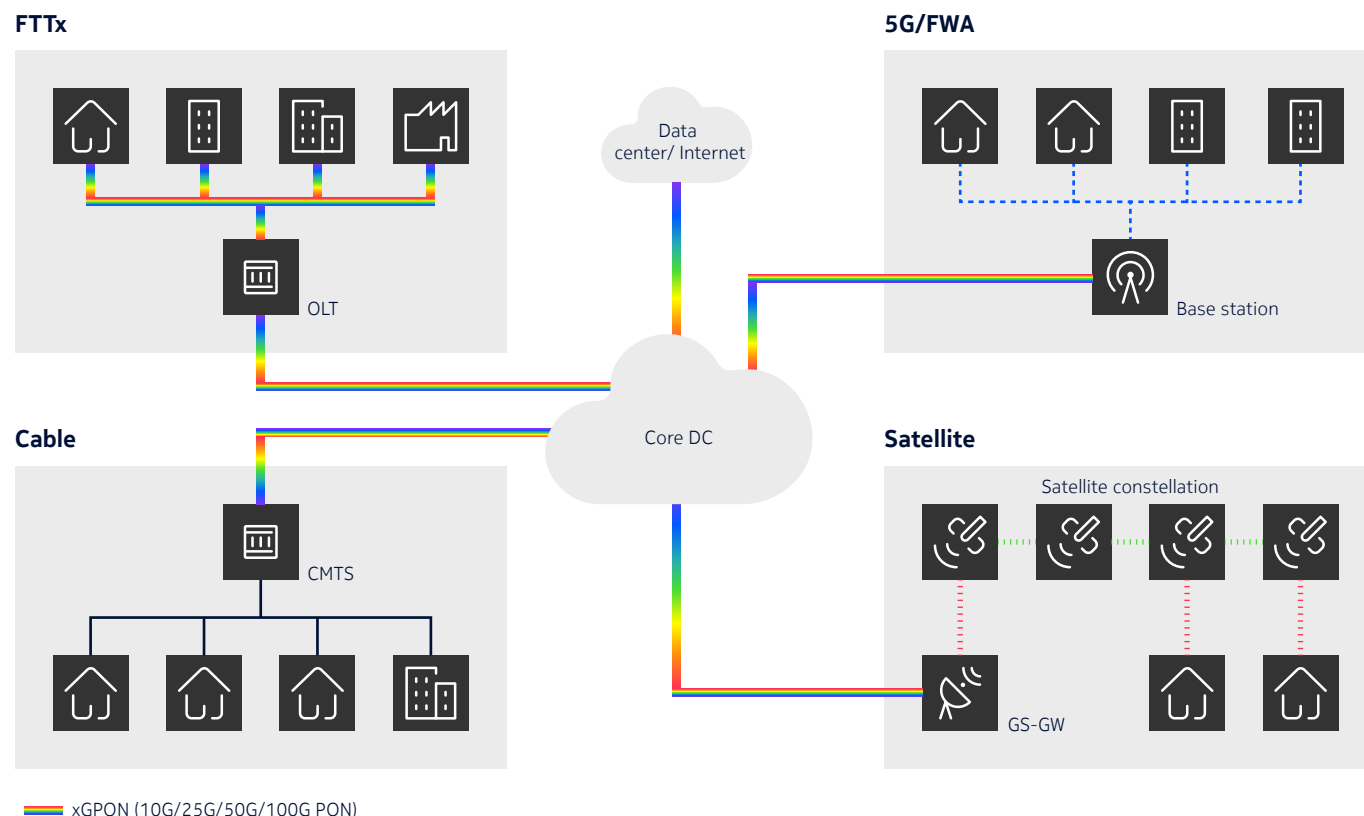 FTTx
5G/FWA
Data
center/ Internet
OLT
Base station
Core DC
Cable
Satellite
Satellite constellation
CMTS
GS-GW
xGPON (10G/25G/50G/100G PON)